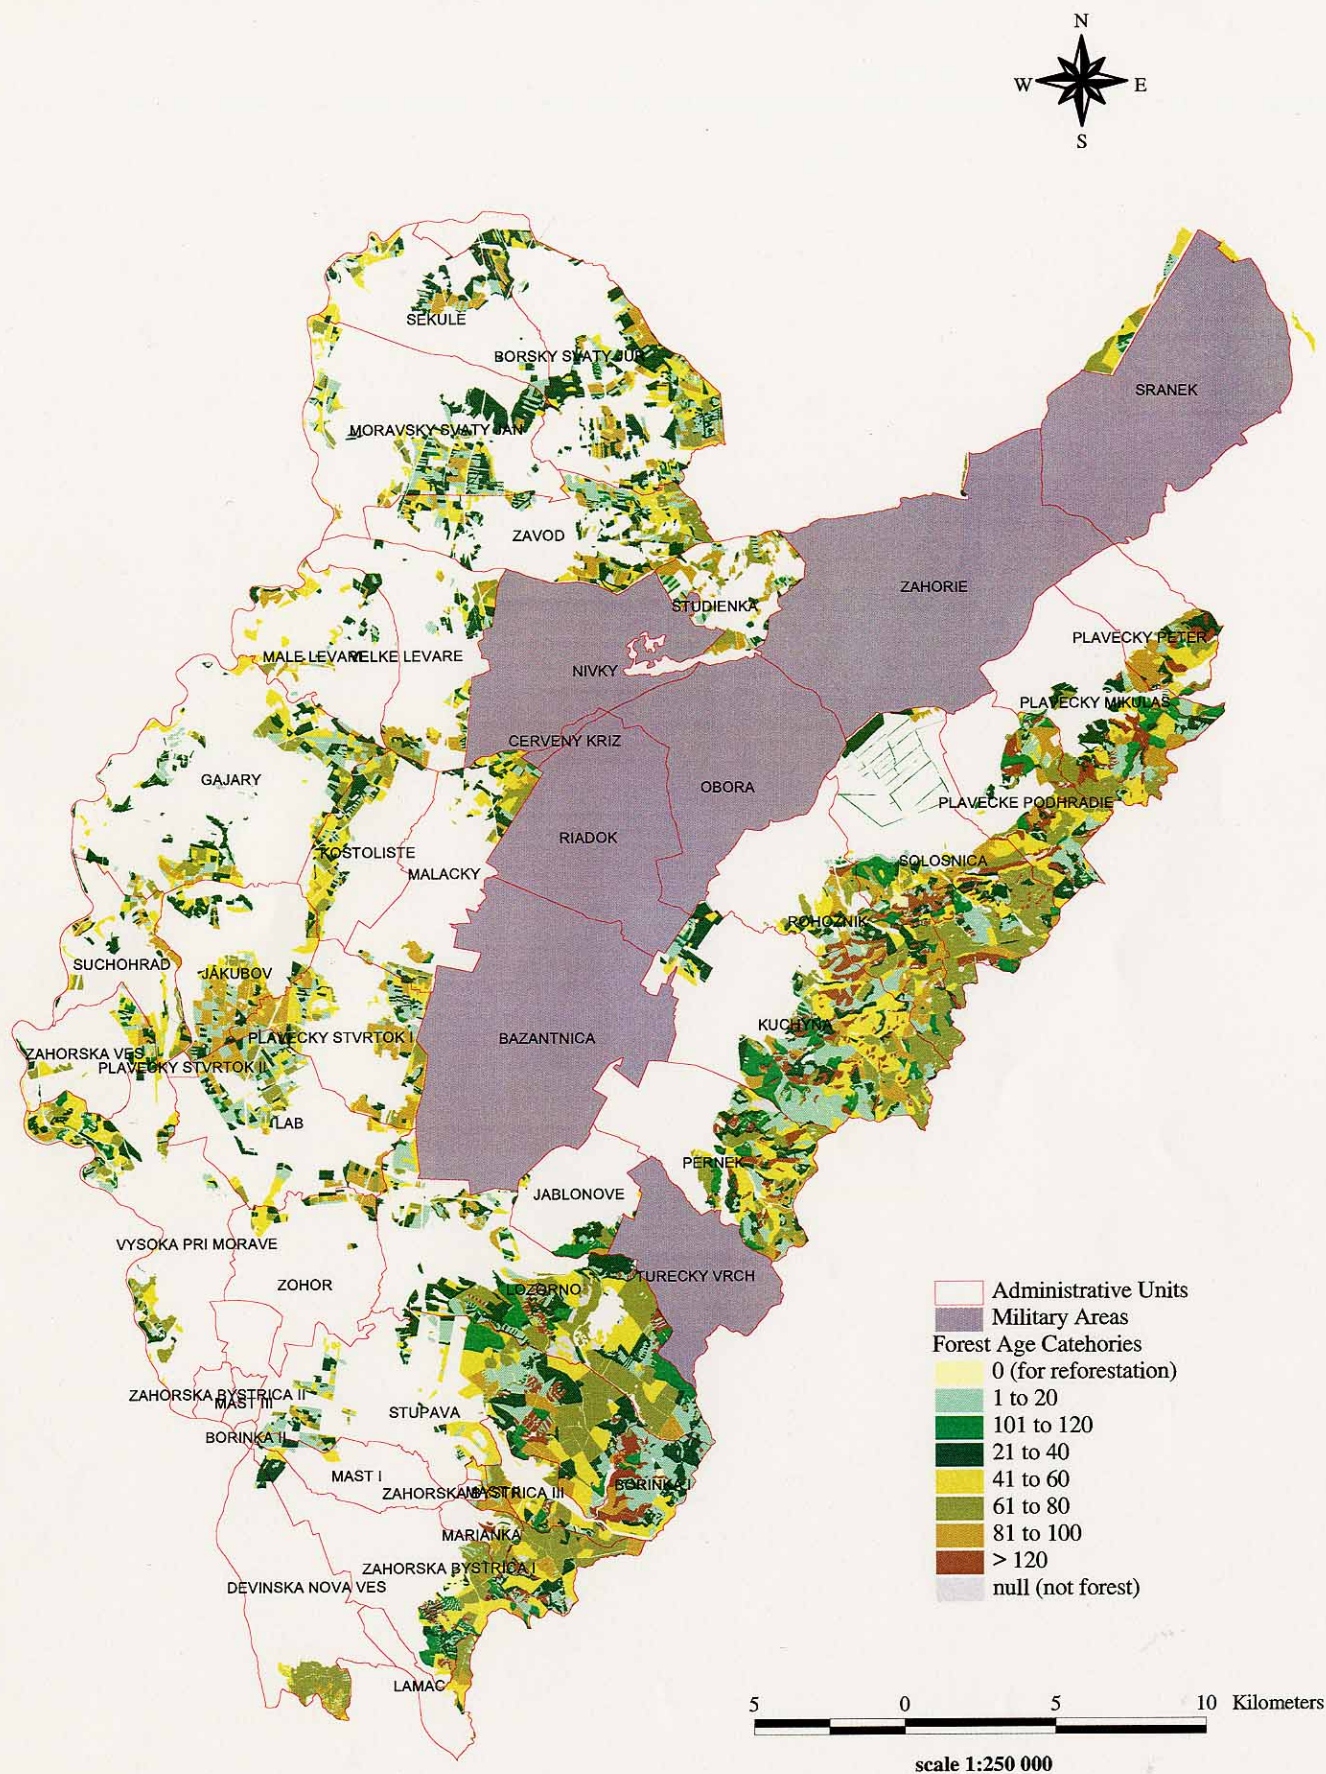 N
W E
S
SEKULE
BORSKY SVATY JUR
SRANEK
MORAVSKY SVATY JAN
ZAVOD
ZAHORIE
STUDIENKA
PLAVECKY PETER
MALE LEVARE
VELKE LEVARE
NIVKY
PLAVECKY MIKULAS
CERVENY KRIZ
GAJARY
OBORA
PLAVECKE PODHRADIE
RIADOK
KOSTOLISTE
SOLOSNICA
MALACKY
ROHOZNIK
SUCHOHRAD
JAKUBOV
KUCHYNA
PLAVECKY STVRTOK I
BAZANTNICA
ZAHORSKA VES
PLAVECKY STVRTOK II
LAB
PERNEK
JABLONOVE
VYSOKA PRI MORAVE
TURECKY VRCH
ZOHOR
LOZORNO
Administrative Units
Military Areas
Forest Age Catehories
0 (for reforestation)
1 to 20
101 to 120
21 to 40
41 to 60
61 to 80
81 to 100
> 120
null (not forest)
ZAHORSKA BYSTRICA II
MAST III
STUPAVA
BORINKA II
MAST I
BORINKA I
ZAHORSKA BYSTRICA III
MARIANKA
ZAHORSKA BYSTRICA I
DEVINSKA NOVA VES
LAMAC
5 0 5 10 Kilometers
scale 1:250 000